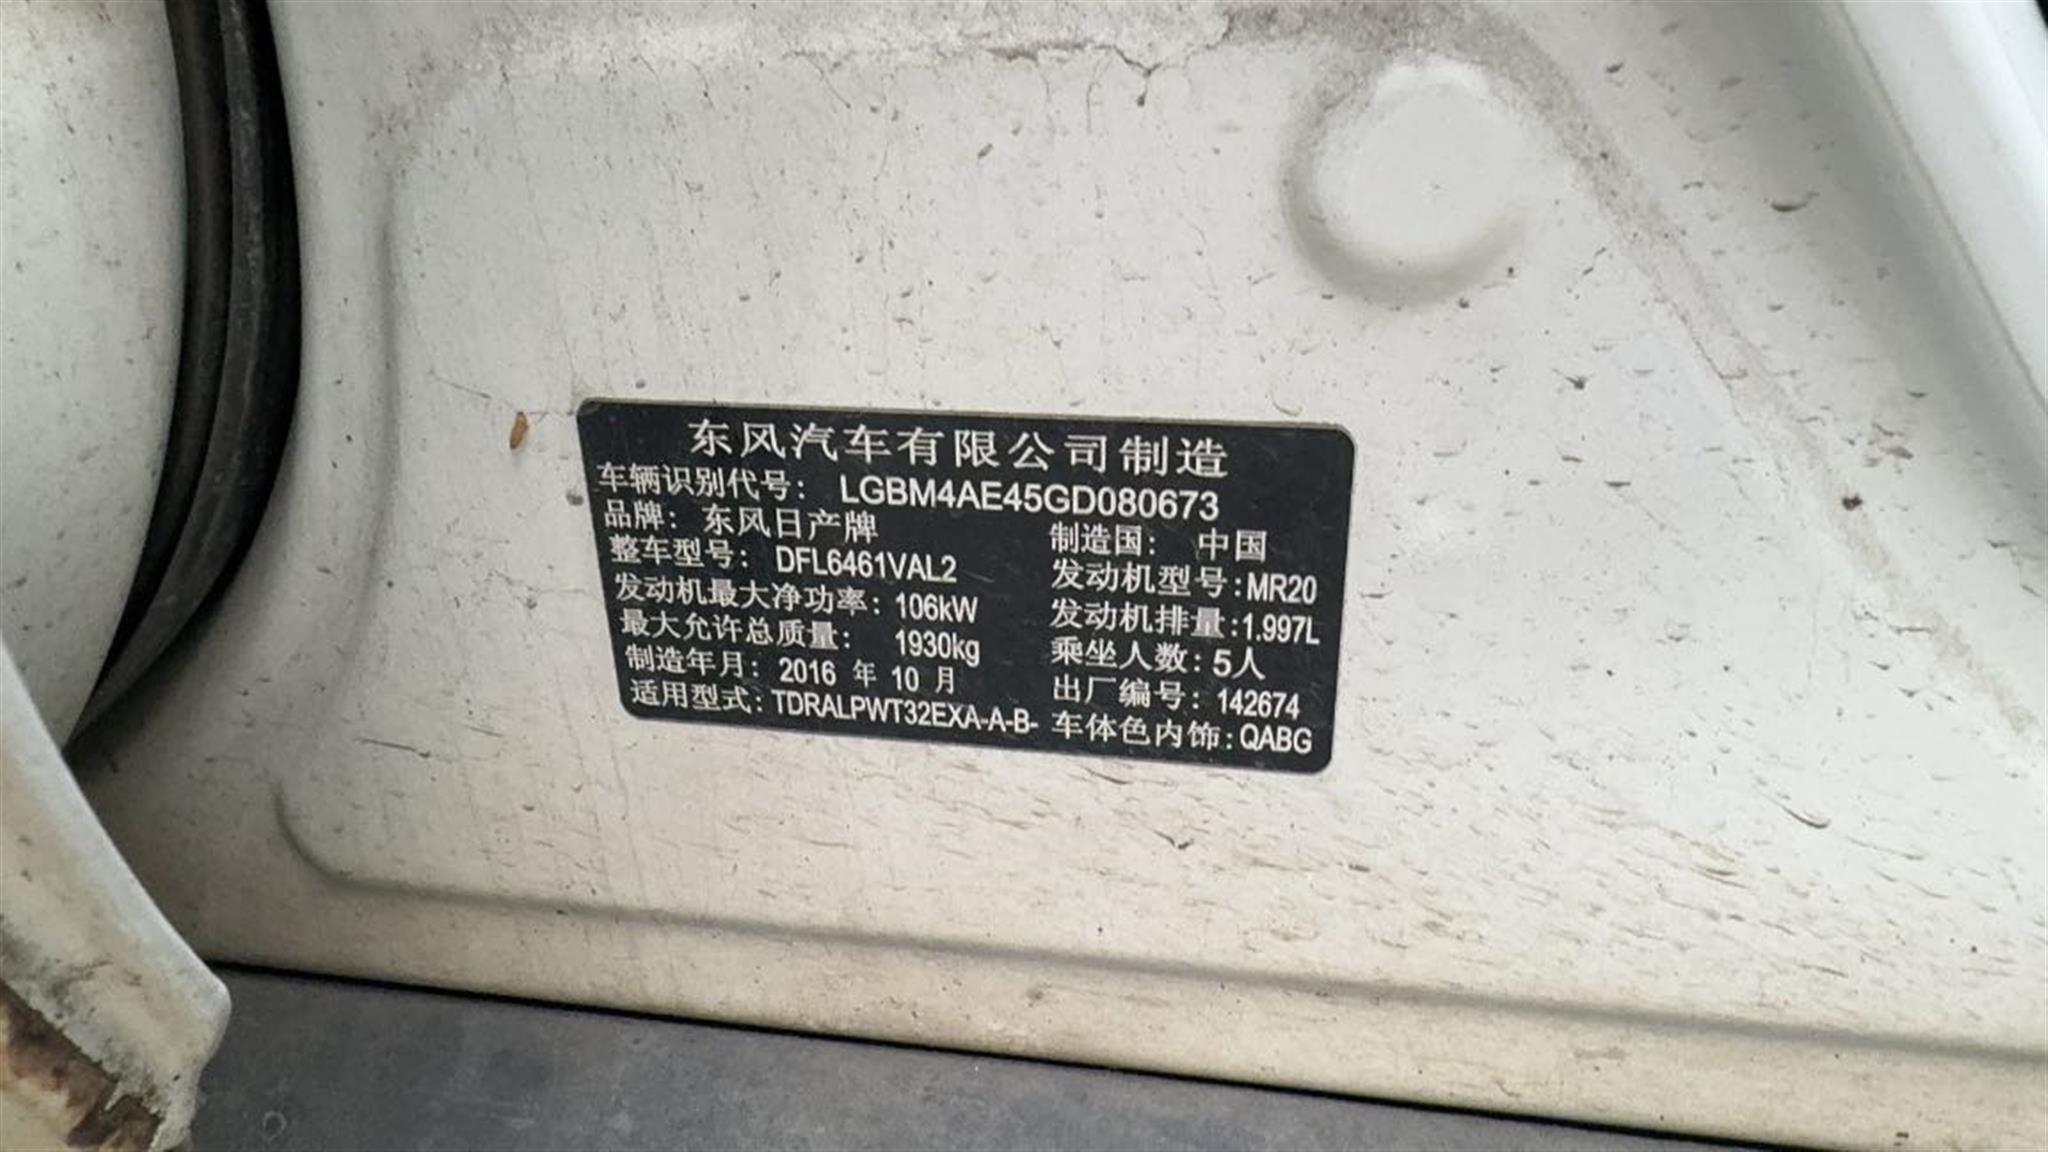 东风汽车有限公司制造
车辆识别代号: LGBM4AE45GD080673
品牌: 东风日产牌 制造国: 中国
整车型号: DFL6461VAL2 发动机型号:MR20
发动机最大净功率: 106kW 发动机排量:1.997L
最大允许总质量: 1930kg 乘坐人数: 5人
制造年月: 2016 年 10 月 出厂编号: 142674
适用型式: TDRALPWT32EXA-A-B- 车体色内饰: QABG